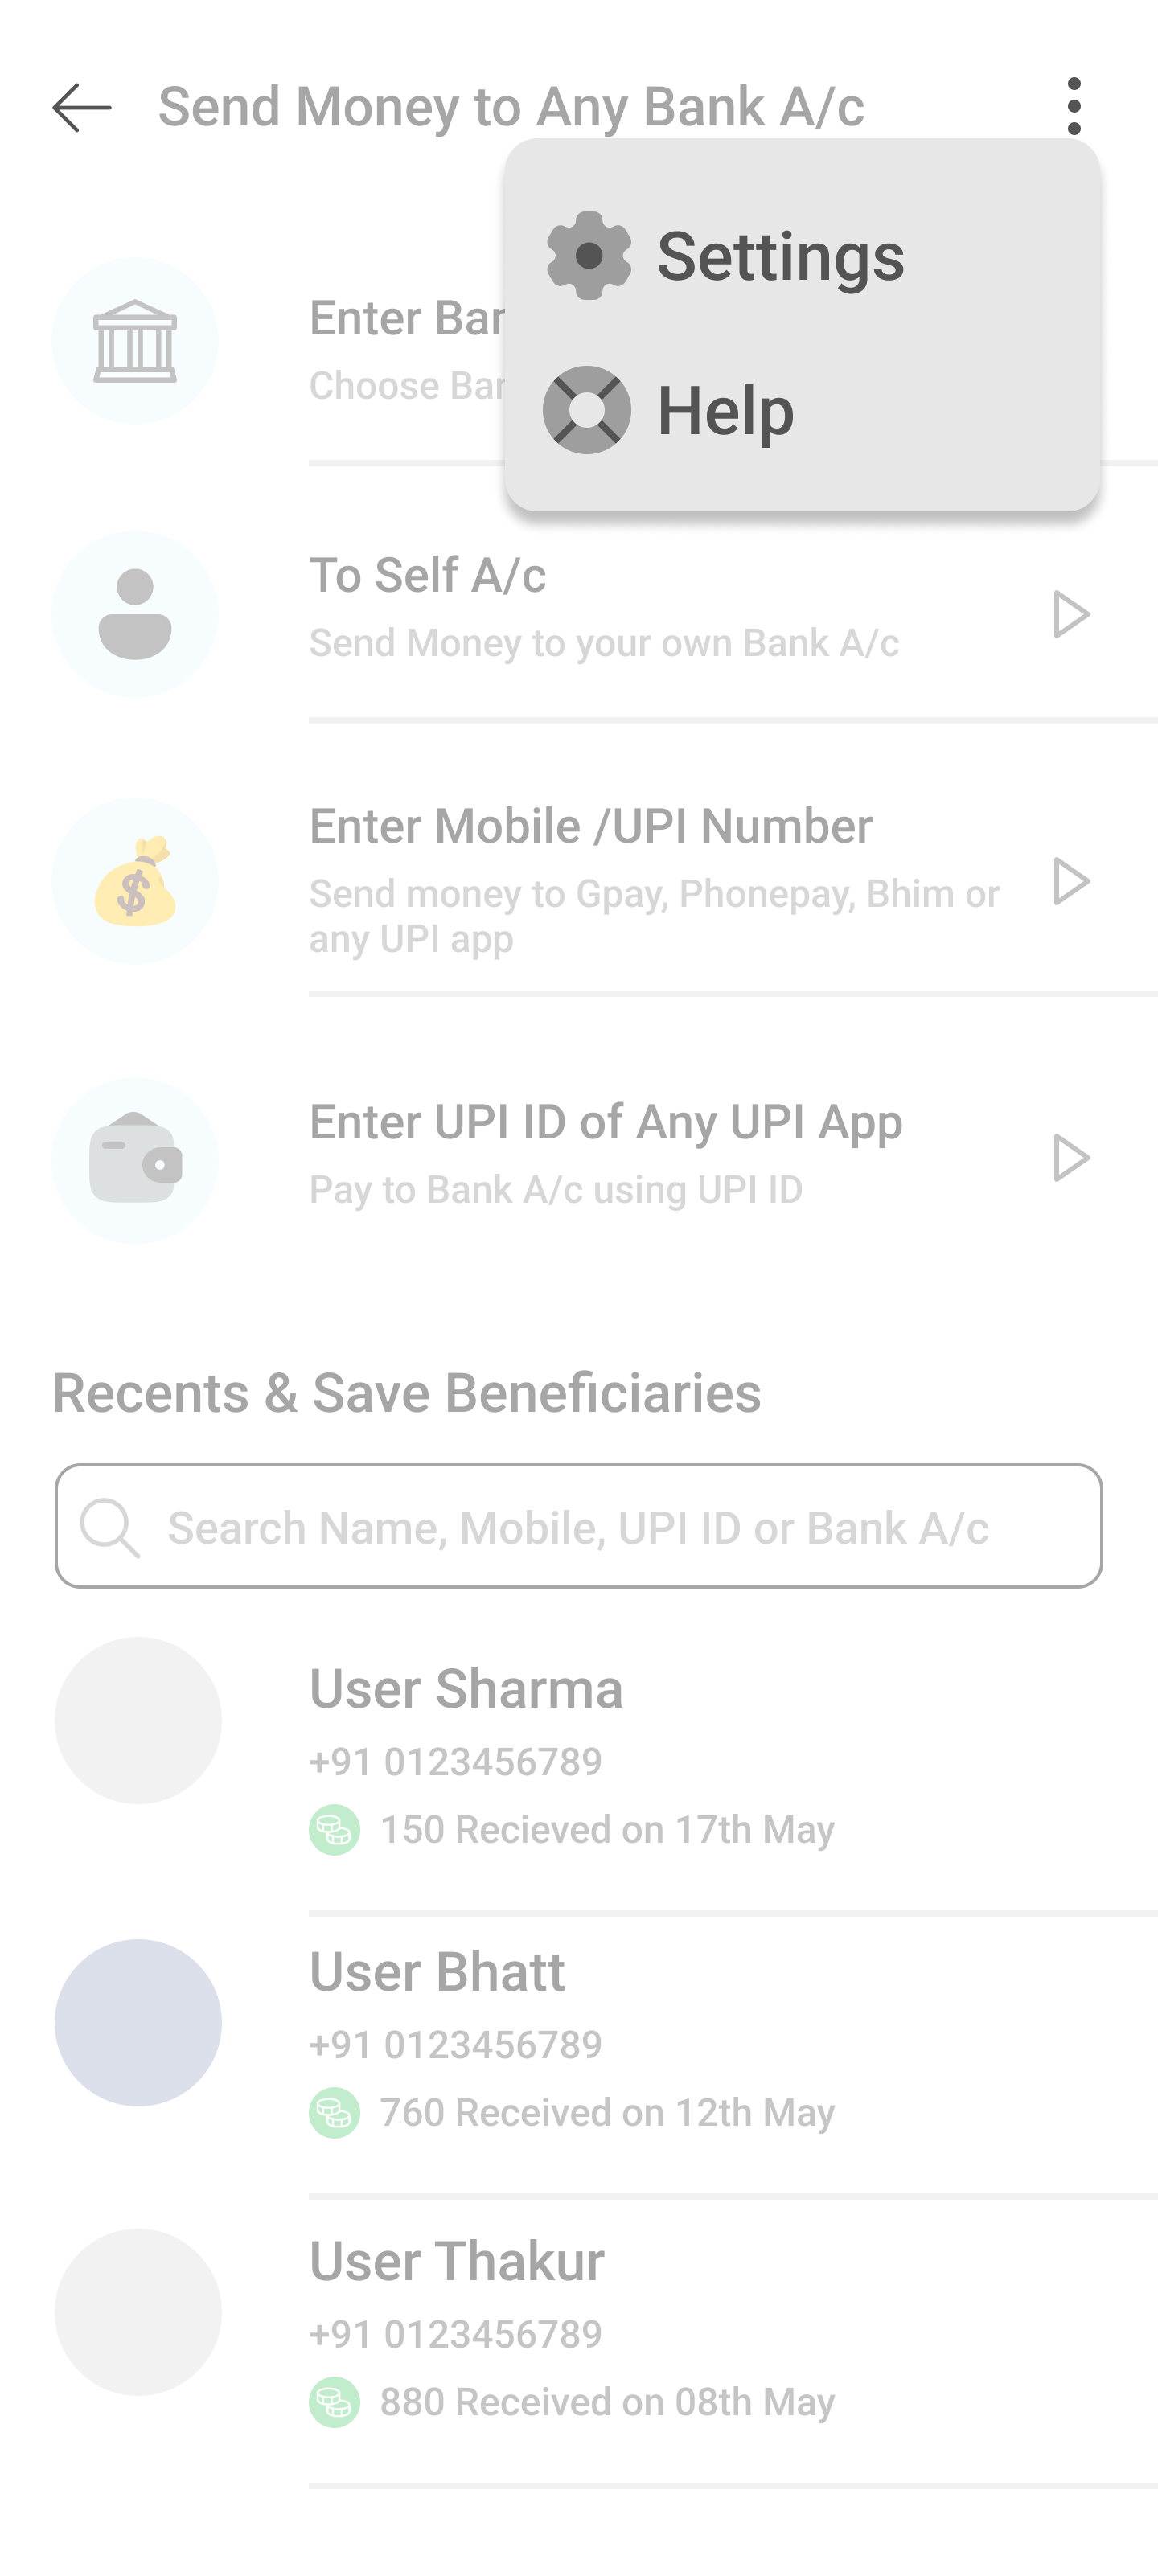 Send Money to Any Bank A/c
Settings
Help
Enter
Choose
To Self A/c
Send Money to your own Bank A/c
Enter Mobile /UPI Number
Send money to Gpay, Phonepay, Bhim or
any UPI app
$
Enter UPI ID of Any UPI App
Pay to Bank A/c using UPI ID
Recents & Save Beneficiaries
Search Name, Mobile, UPI ID or Bank A/c
User Sharma
+91 0123456789
150 Recieved on 17th May
User Bhatt
+91 0123456789
760 Received on 12th May
User Thakur
+91 0123456789
880 Received on 08th May